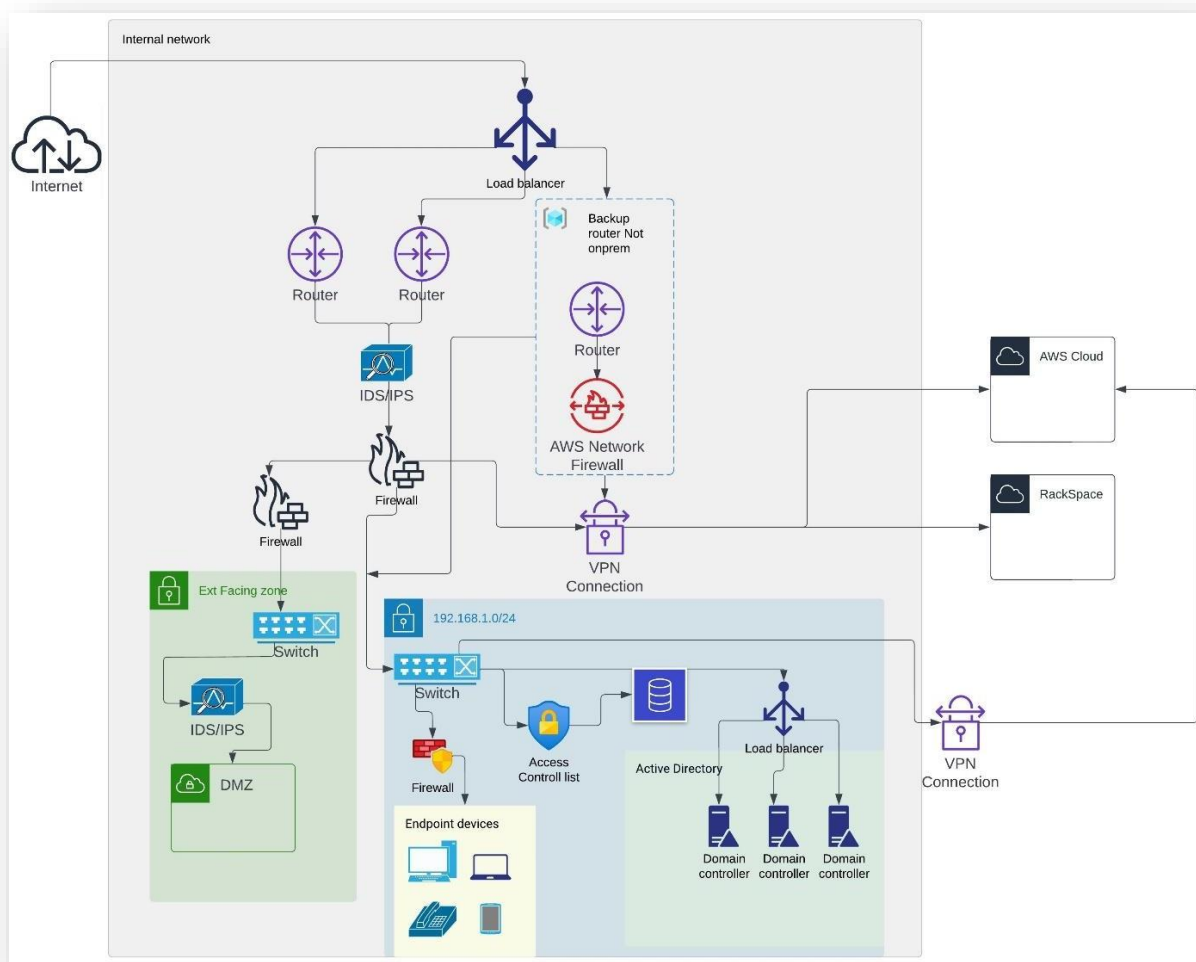 Internal network
Internet
Load balancer
Backup
router Not
onprem
Router
Router
Router
IDS/IPS
AWS Network
Firewall
AWS Cloud
Firewall
RackSpace
Firewall
VPN
Connection
Ext Facing zone
192.168.1.0/24
Switch
Switch
IDS/IPS
Load balancer
Access
Controll list
Active Directory
VPN
Connection
DMZ
Firewall
Endpoint devices
Domain
controller
Domain
controller
Domain
controller